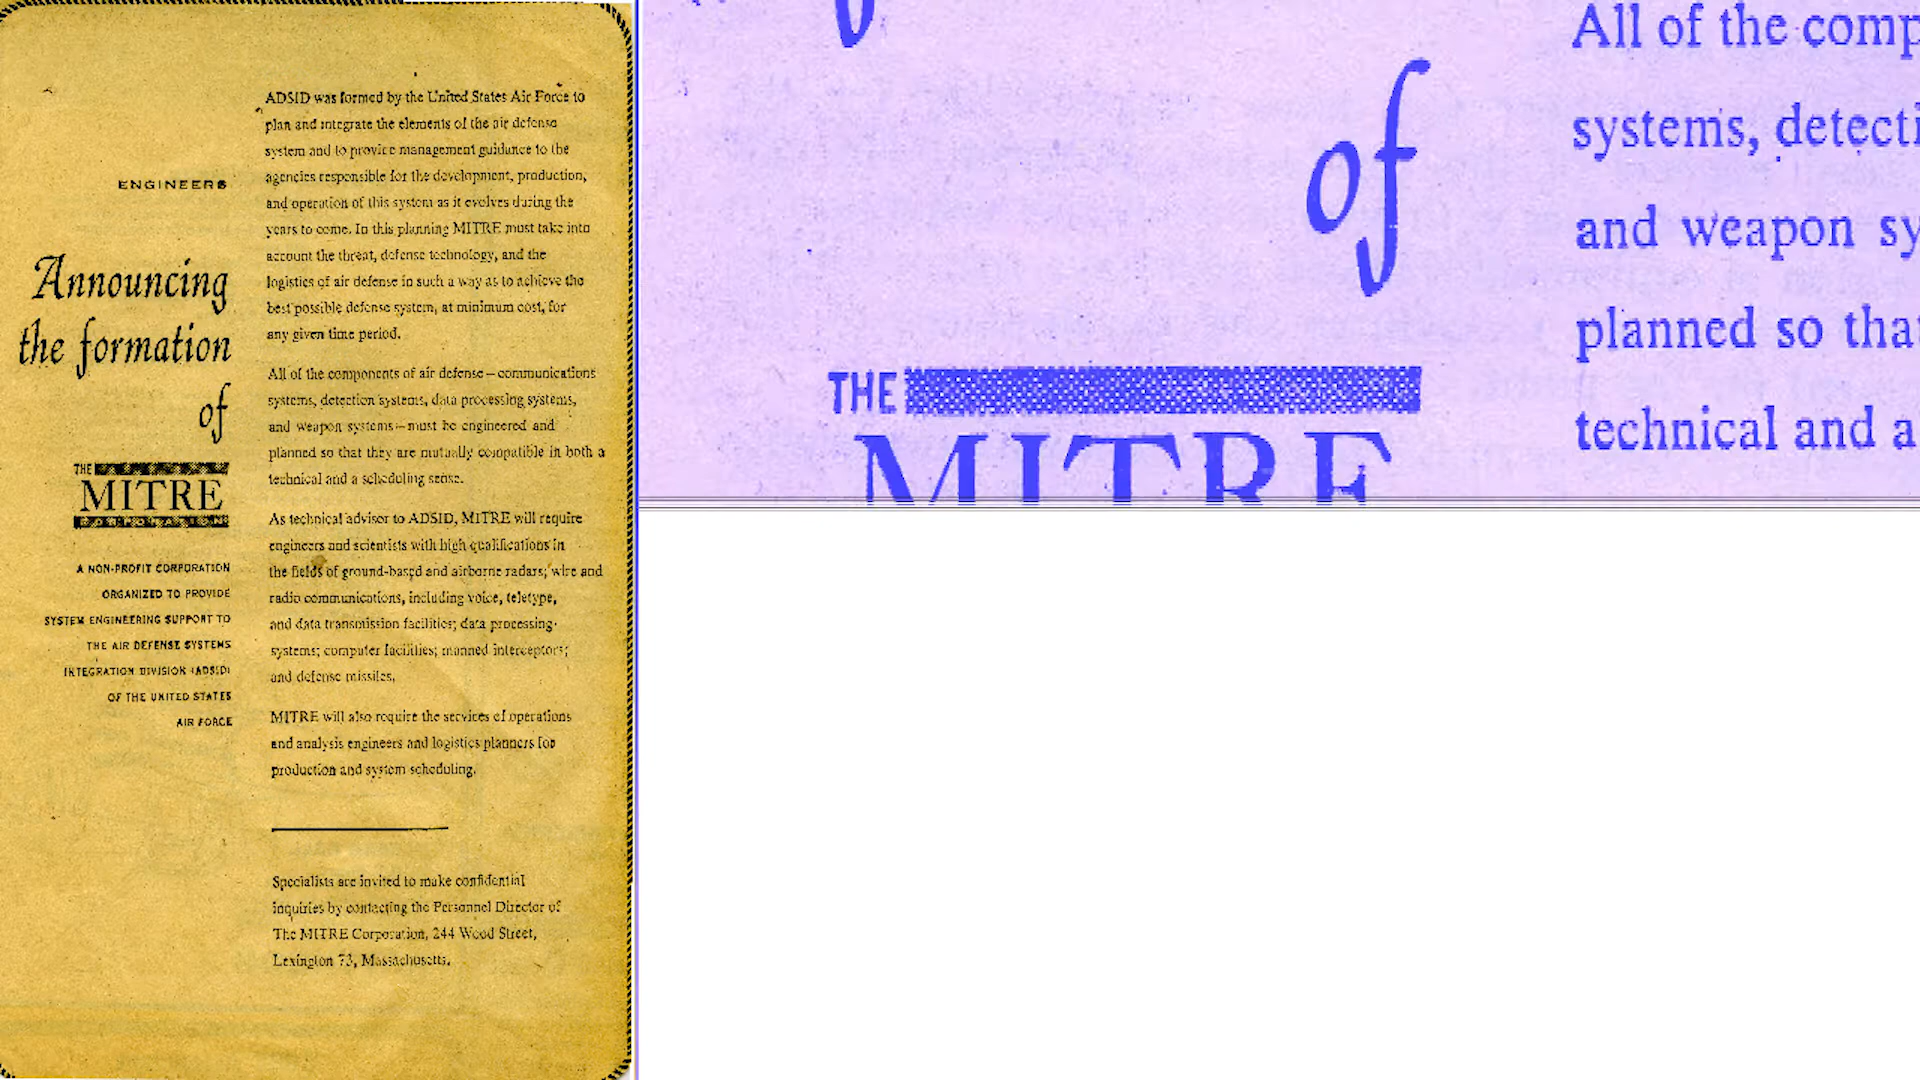 ENGINEERS
Announcing
the formation
of
THE
MITRE
CORPORATION
A NON-PROFIT CORPORATION
ORGANIZED TO PROVIDE
SYSTEM ENGINEERING SUPPORT TO
THE AIR DEFENSE SYSTEMS
INTEGRATION DIVISION (ADSID)
OF THE UNITED STATES
AIR FORCE
ADSID was formed by the United States Air Force to
plan and integrate the elements of the air defense
system and to provide management guidance to the
agencies responsible for the development, production,
and operation of this system as it evolves during the
years to come. In this planning MITRE must take into
account the threat, defense technology, and the
logistics of air defense in such a way as to achieve the
best possible defense system, at minimum cost, for
any given time period.
All of the components of air defense – communications
systems, detection systems, data processing systems,
and weapon systems – must be engineered and
planned so that they are mutually compatible in both a
technical and a scheduling sense.
As technical advisor to ADSID, MITRE will require
engineers and scientists with high qualifications in
the fields of ground-based and airborne radars; wire and
radio communications, including voice, teletype,
and data transmission facilities; data processing
systems; computer facilities; manned interceptors;
and defense missiles.
MITRE will also require the services of operations
and analysis engineers and logistics planners for
production and system scheduling.
Specialists are invited to make confidential
inquiries by contacting the Personnel Director of
The MITRE Corporation, 244 Wood Street,
Lexington 73, Massachusetts.
of
THE
MITRE
All of the comp
systems, detecti
and weapon sy
planned so tha
technical and a